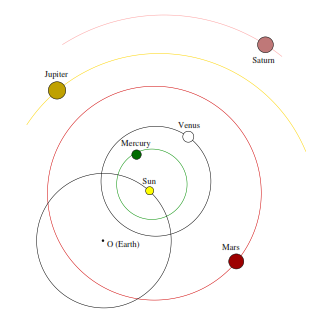 Saturn
Jupiter
Venus
Mercury
Sun
O (Earth)
Mars